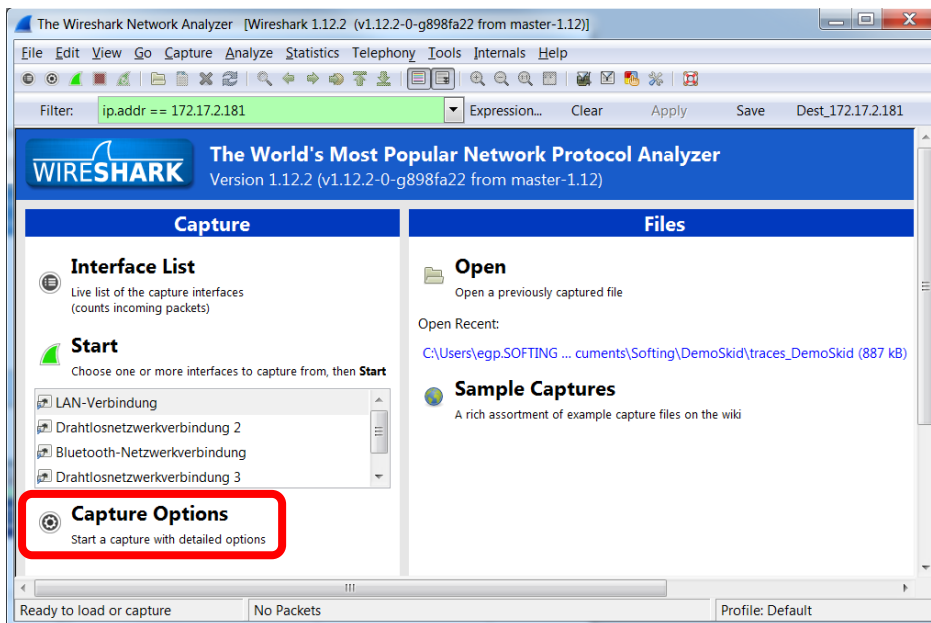 The Wireshark Network Analyzer [Wireshark 1.12.2 (v1.12.2-0-g898fa22 from master-1.12)]
File Edit View Go Capture Analyze Statistics Telephony Tools Internals Help
Filter: ip.addr == 172.17.2.181 Expression... Clear Apply Save Dest_172.17.2.181
WIRESHARK
The World's Most Popular Network Protocol Analyzer
Version 1.12.2 (v1.12.2-0-g898fa22 from master-1.12)
Capture
Interface List
Live list of the capture interfaces
(counts incoming packets)
Start
Choose one or more interfaces to capture from, then Start
LAN-Verbindung
Drahtlosnetzwerkverbindung 2
Bluetooth-Netzwerkverbindung
Drahtlosnetzwerkverbindung 3
Capture Options
Start a capture with detailed options
Files
Open
Open a previously captured file
Open Recent:
C:\Users\egp.SOFTING ... cuments\Softing\DemoSkid\traces_DemoSkid (887 kB)
Sample Captures
A rich assortment of example capture files on the wiki
Ready to load or capture No Packets Profile: Default